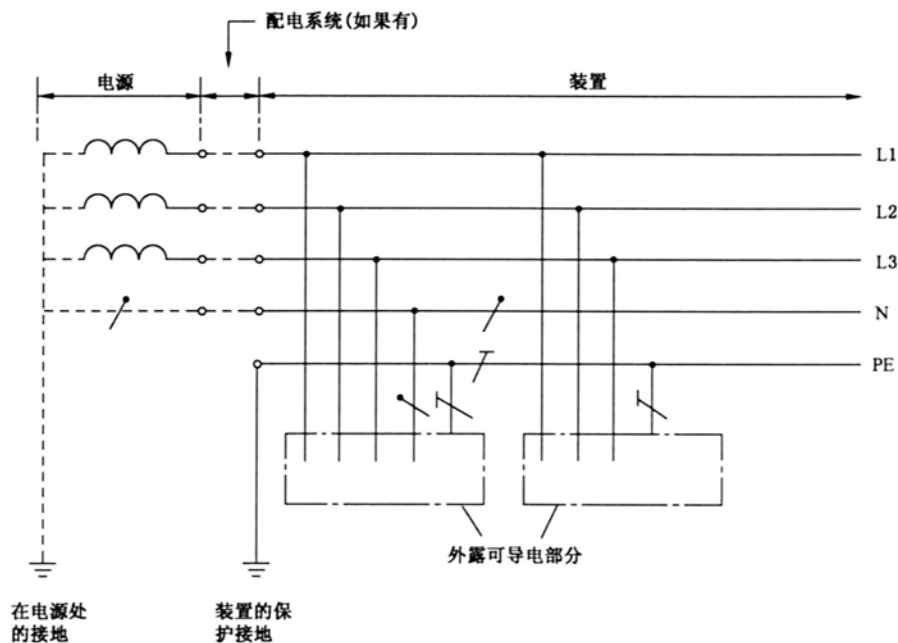 配电系统(如果有)
电源
装置
L1
L2
L3
N
PE
外露可导电部分
在电源处
的接地
装置的保
护接地